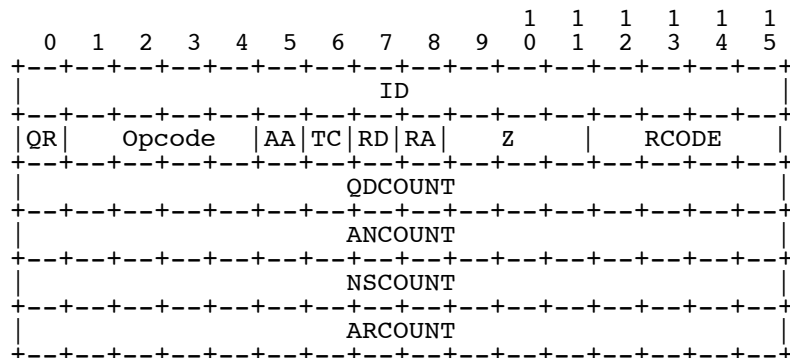 1  1  1  1  1  1
  0  1  2  3  4  5  6  7  8  9  0  1  2  3  4  5
+--+--+--+--+--+--+--+--+--+--+--+--+--+--+--+--+
|                      ID                       |
+--+--+--+--+--+--+--+--+--+--+--+--+--+--+--+--+
|QR|   Opcode  |AA|TC|RD|RA|   Z    |   RCODE   |
+--+--+--+--+--+--+--+--+--+--+--+--+--+--+--+--+
|                    QDCOUNT                    |
+--+--+--+--+--+--+--+--+--+--+--+--+--+--+--+--+
|                    ANCOUNT                    |
+--+--+--+--+--+--+--+--+--+--+--+--+--+--+--+--+
|                    NSCOUNT                    |
+--+--+--+--+--+--+--+--+--+--+--+--+--+--+--+--+
|                    ARCOUNT                    |
+--+--+--+--+--+--+--+--+--+--+--+--+--+--+--+--+